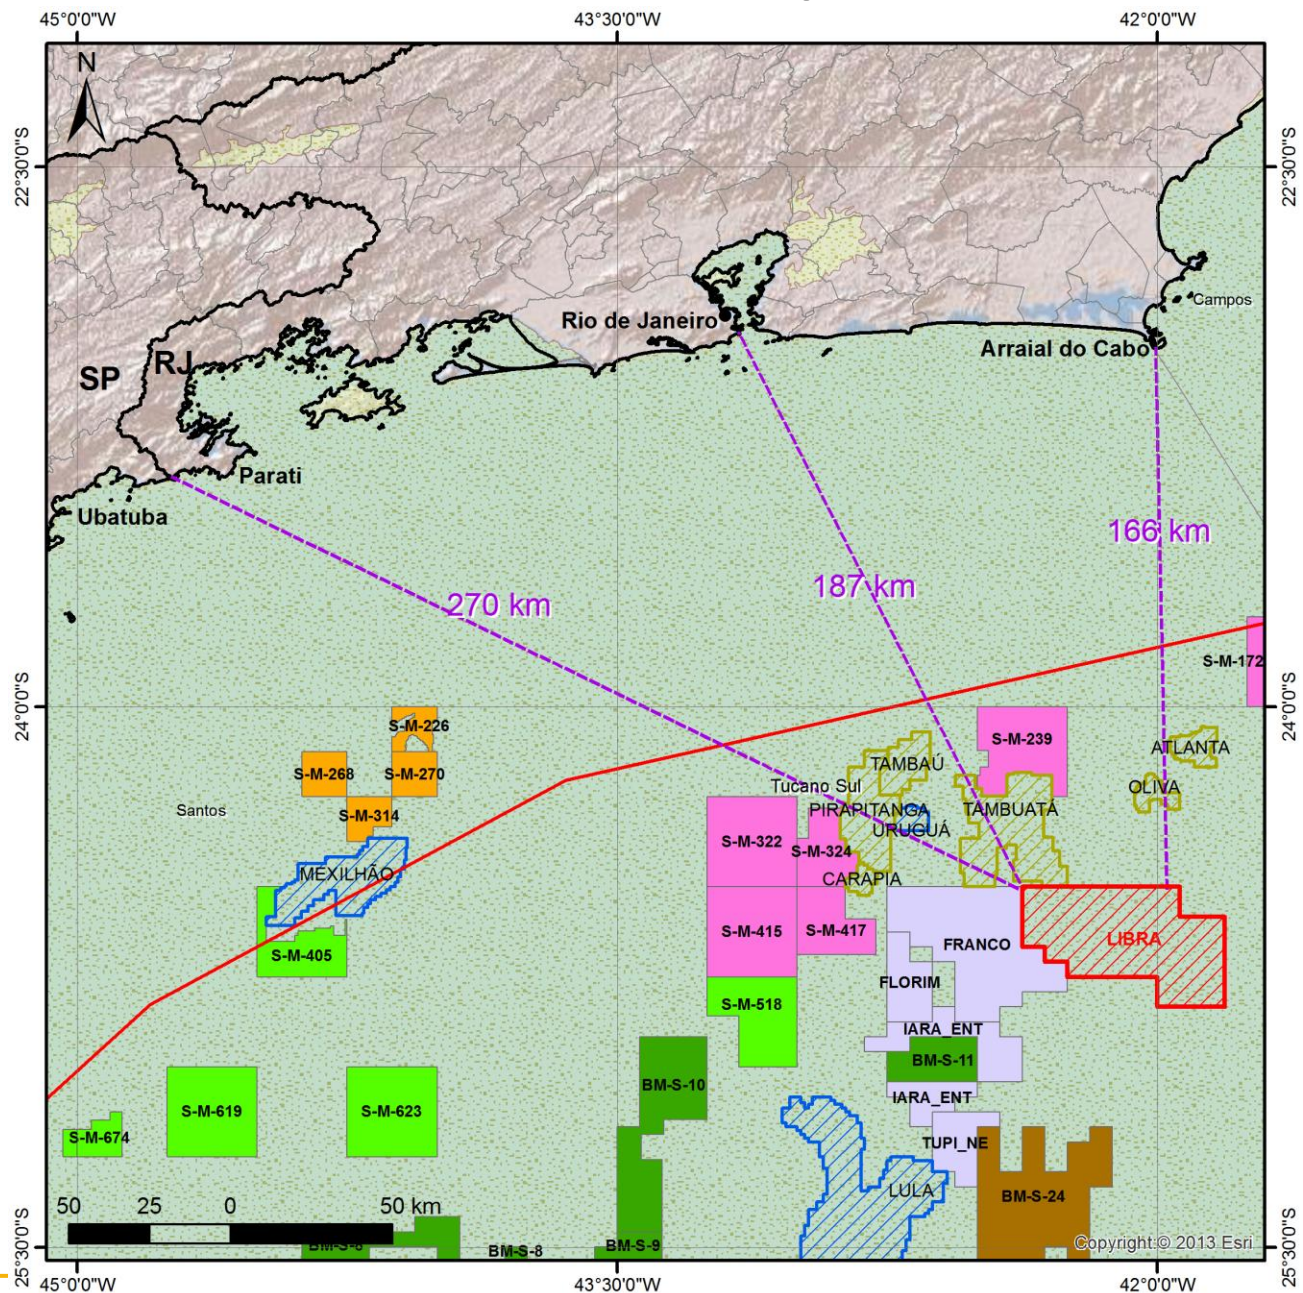 45°0'0"W
43°30'0"W
42°0'0"W
N
22°30'0"S
22°30'0"S
Campos
Rio de Janeiro
Arraial do Cabo
RJ
SP
Parati
Ubatuba
166 km
187 km
270 km
S-M-172
24°0'0"S
24°0'0"S
S-M-226
S-M-239
ATLANTA
TAMBAÚ
S-M-268
S-M-270
Tucano Sul
OLIVA
Santos
S-M-314
PIRAPITANGA
TAMBUATÁ
URUGUÁ
S-M-322
S-M-324
MEXILHÃO
CARAPIA
S-M-415
S-M-417
FRANCO
LIBRA
S-M-405
FLORIM
S-M-518
IARA_ENT
BM-S-11
BM-S-10
IARA_ENT
S-M-619
S-M-623
S-M-674
TUPI_NE
LULA
BM-S-24
50
25
0
50 km
BM-S-8
BM-S-8
BM-S-9
Copyright:© 2013 Esri
25°30'0"S
25°30'0"S
45°0'0"W
43°30'0"W
42°0'0"W